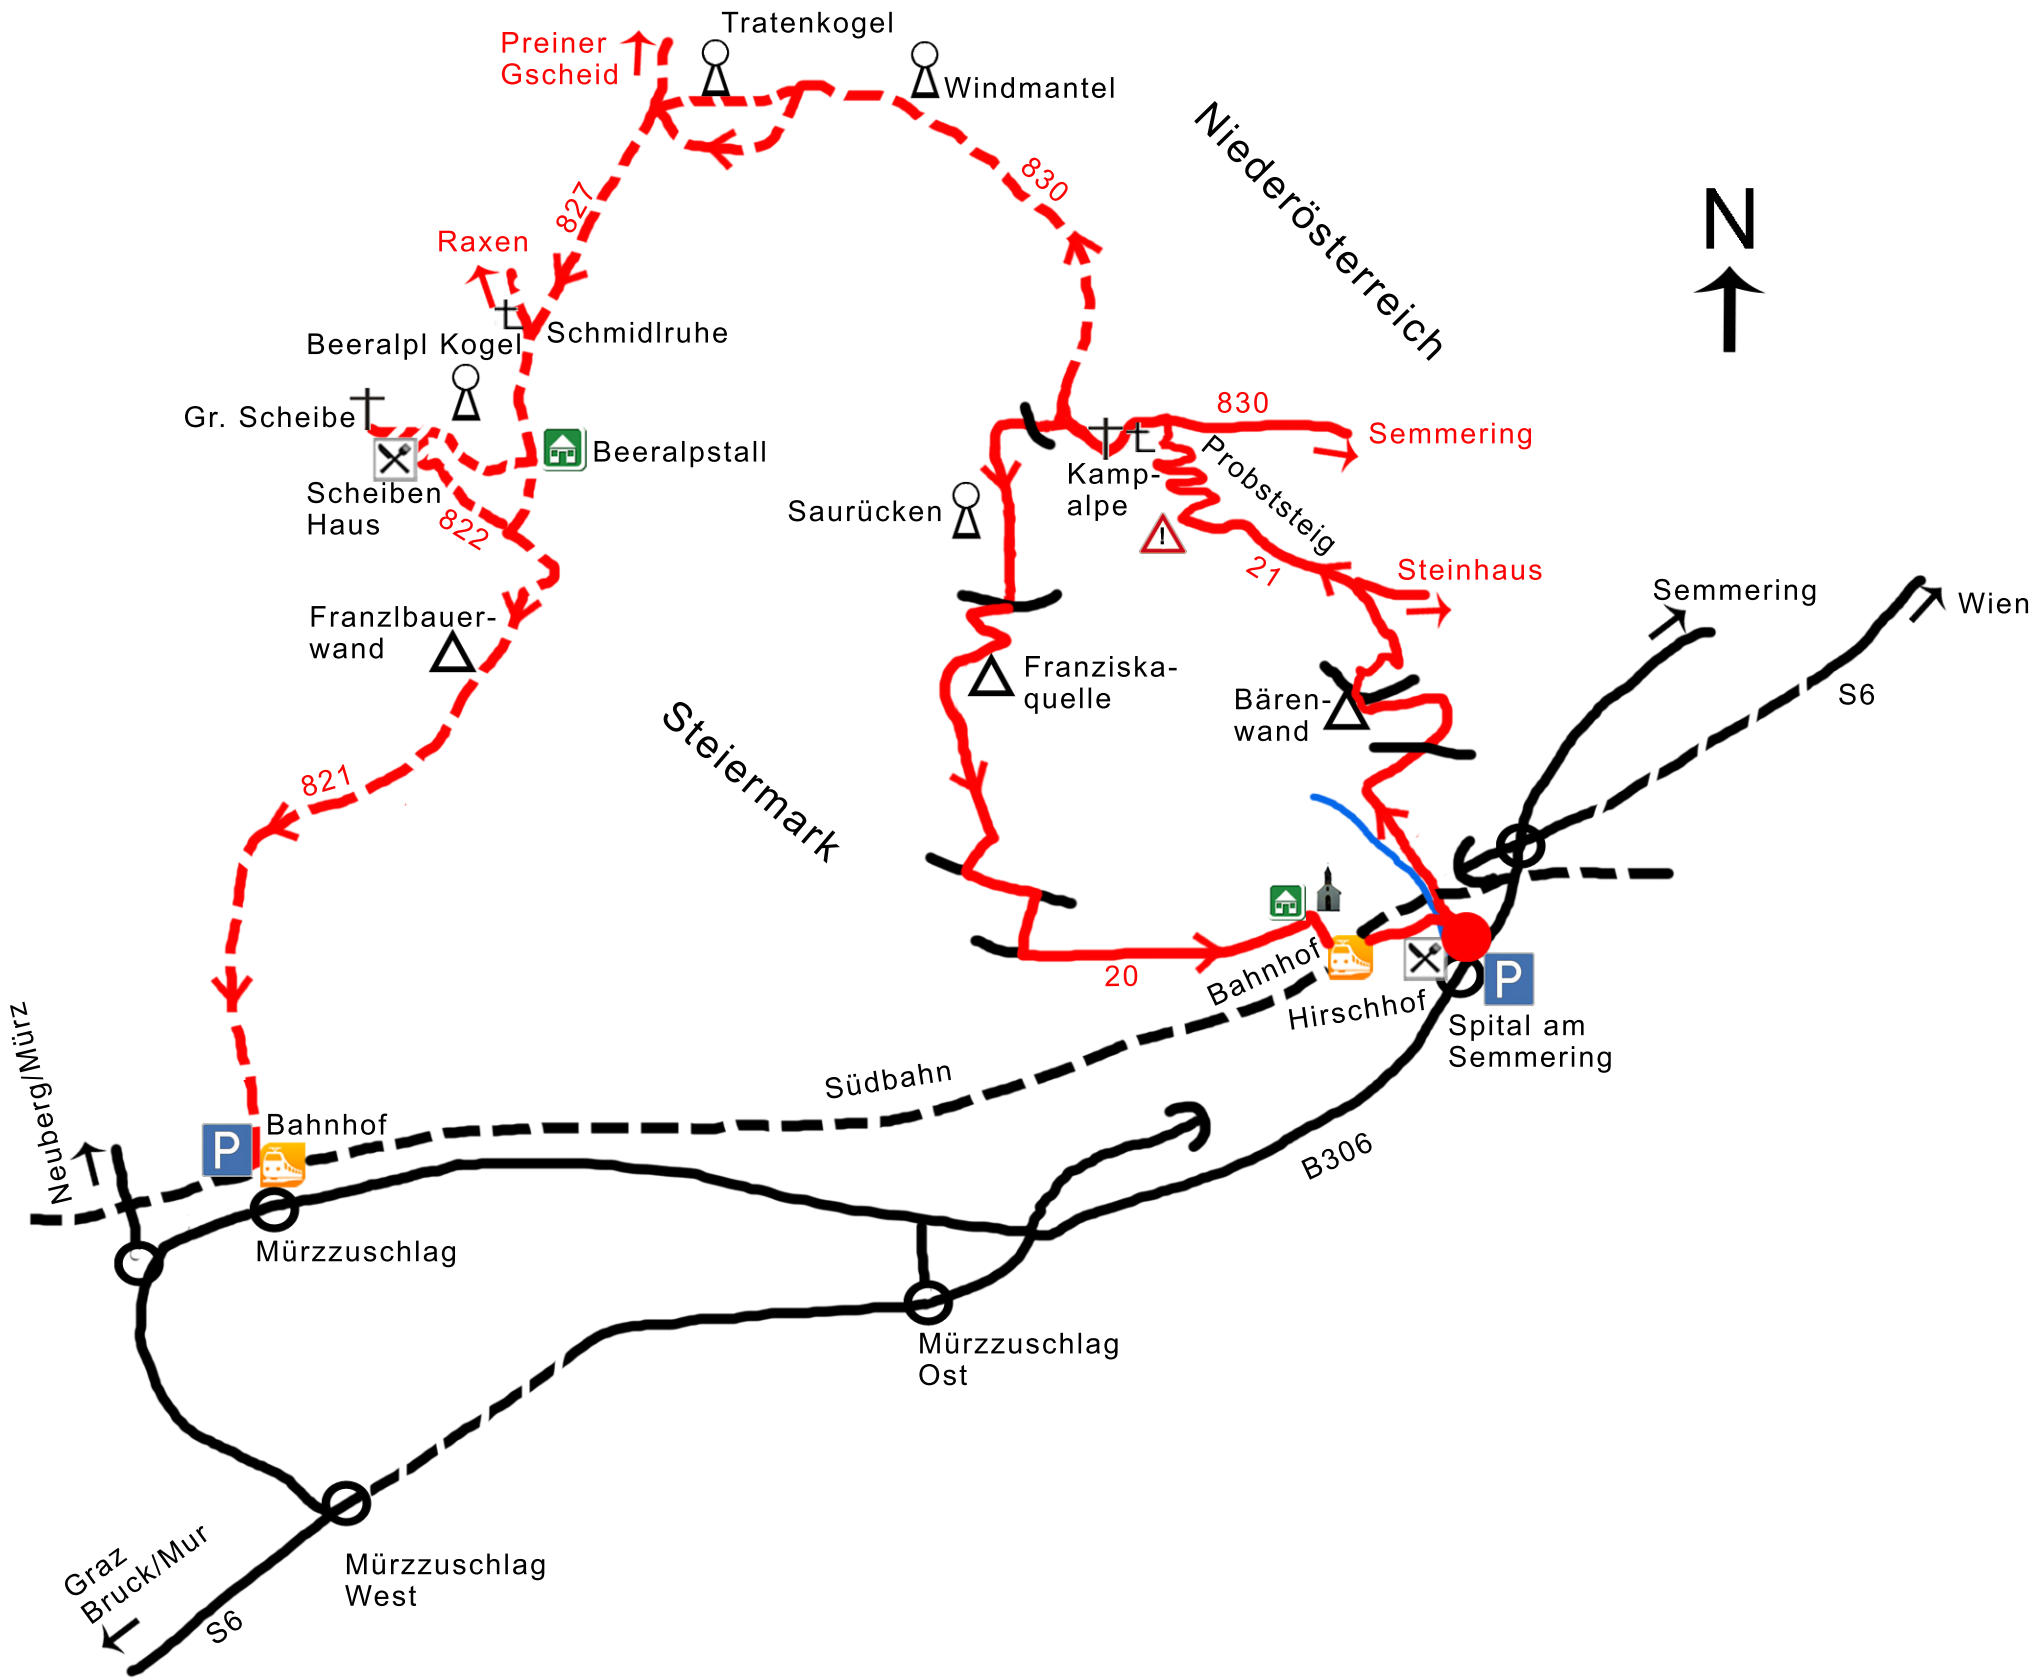 Tratenkogel
Preiner
Gscheid
Windmantel
Niederösterreich
N
830
827
Raxen
Schmidlruhe
Beeralpl Kogel
Gr. Scheibe
Beeralpstall
Scheiben
Haus
822
830
Semmering
Probststeig
Kamp-
alpe
!
Saurücken
21
Steinhaus
Semmering
Wien
S6
Franzlbauer-
wand
Franziska-
quelle
Bären-
wand
Steiermark
821
20
Bahnhof
Hirschhof
P
Spital am
Semmering
Südbahn
B306
Neuberg/Mürz
P
Bahnhof
Mürzzuschlag
Mürzzuschlag
Ost
Mürzzuschlag
West
Graz
Bruck/Mur
S6